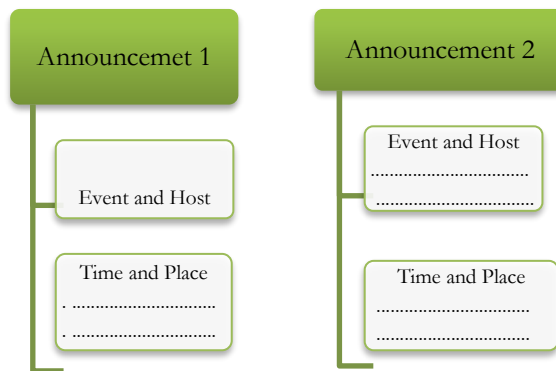 Announcemet 1
Event and Host
Time and Place
. ..............................
. ..............................
Announcement 2
Event and Host
.................................
.................................
Time and Place
................................
................................